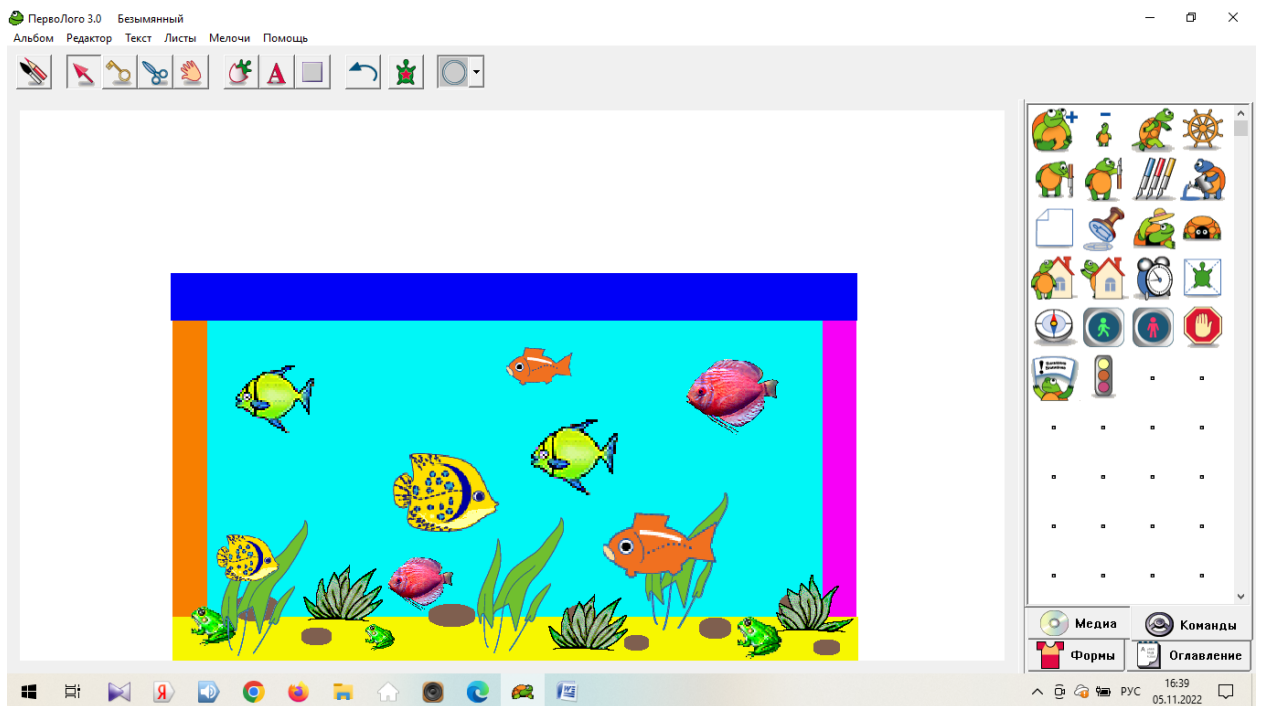 ПервоЛого 3.0 Безымянный
Альбом Редактор Текст Листы Мелочи Помощь
A
Медиа Команды
Формы Оглавление
Я
РУС
16:39
05.11.2022